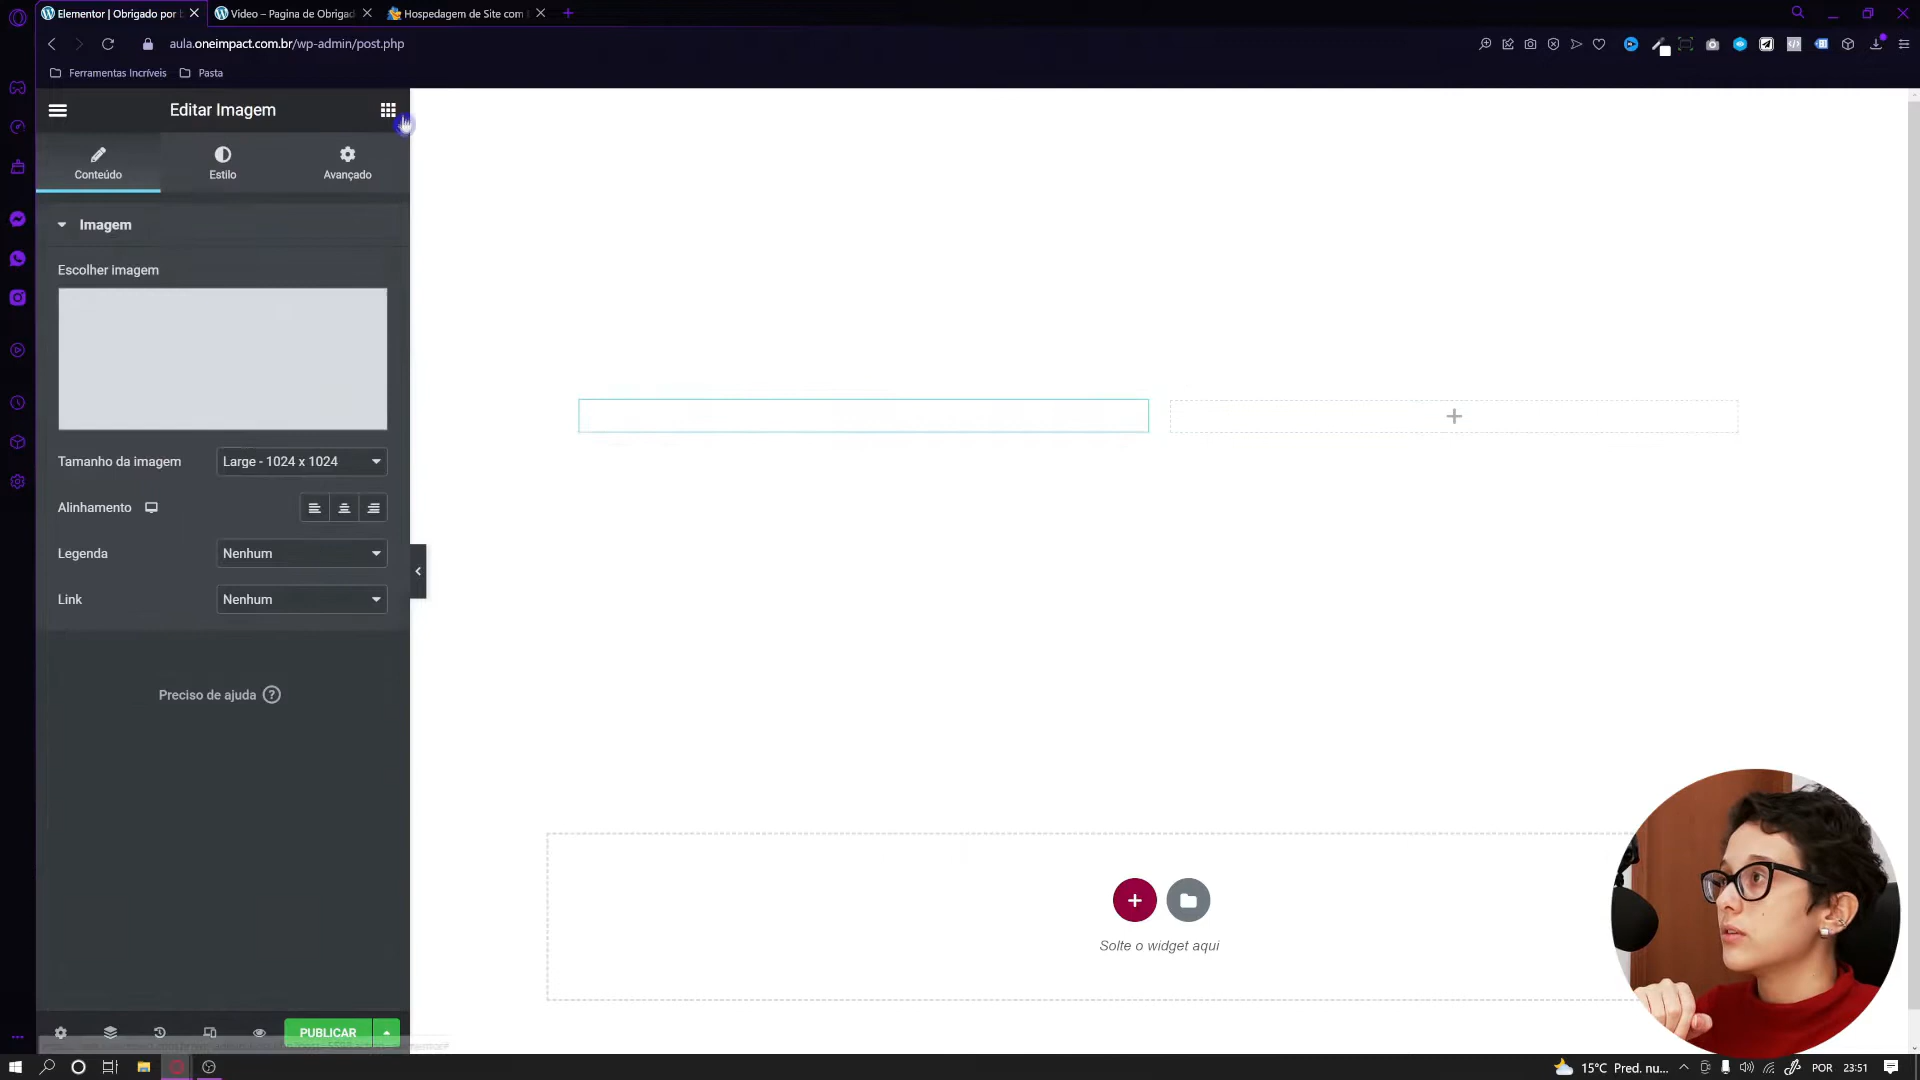 Elementor | Obrigado por b
Video – Pagina de Obrigad
Hospedagem de Site com
aula.oneimpact.com.br/wp-admin/post.php
Ferramentas Incríveis
Pasta
Editar Imagem
Conteúdo
Estilo
Avançado
Imagem
Escolher imagem
Tamanho da imagem
Large - 1024 x 1024
Alinhamento
Legenda
Nenhum
Link
Nenhum
Preciso de ajuda ?
Solte o widget aqui
PUBLICAR
15°C Pred. nu...
POR
23:51